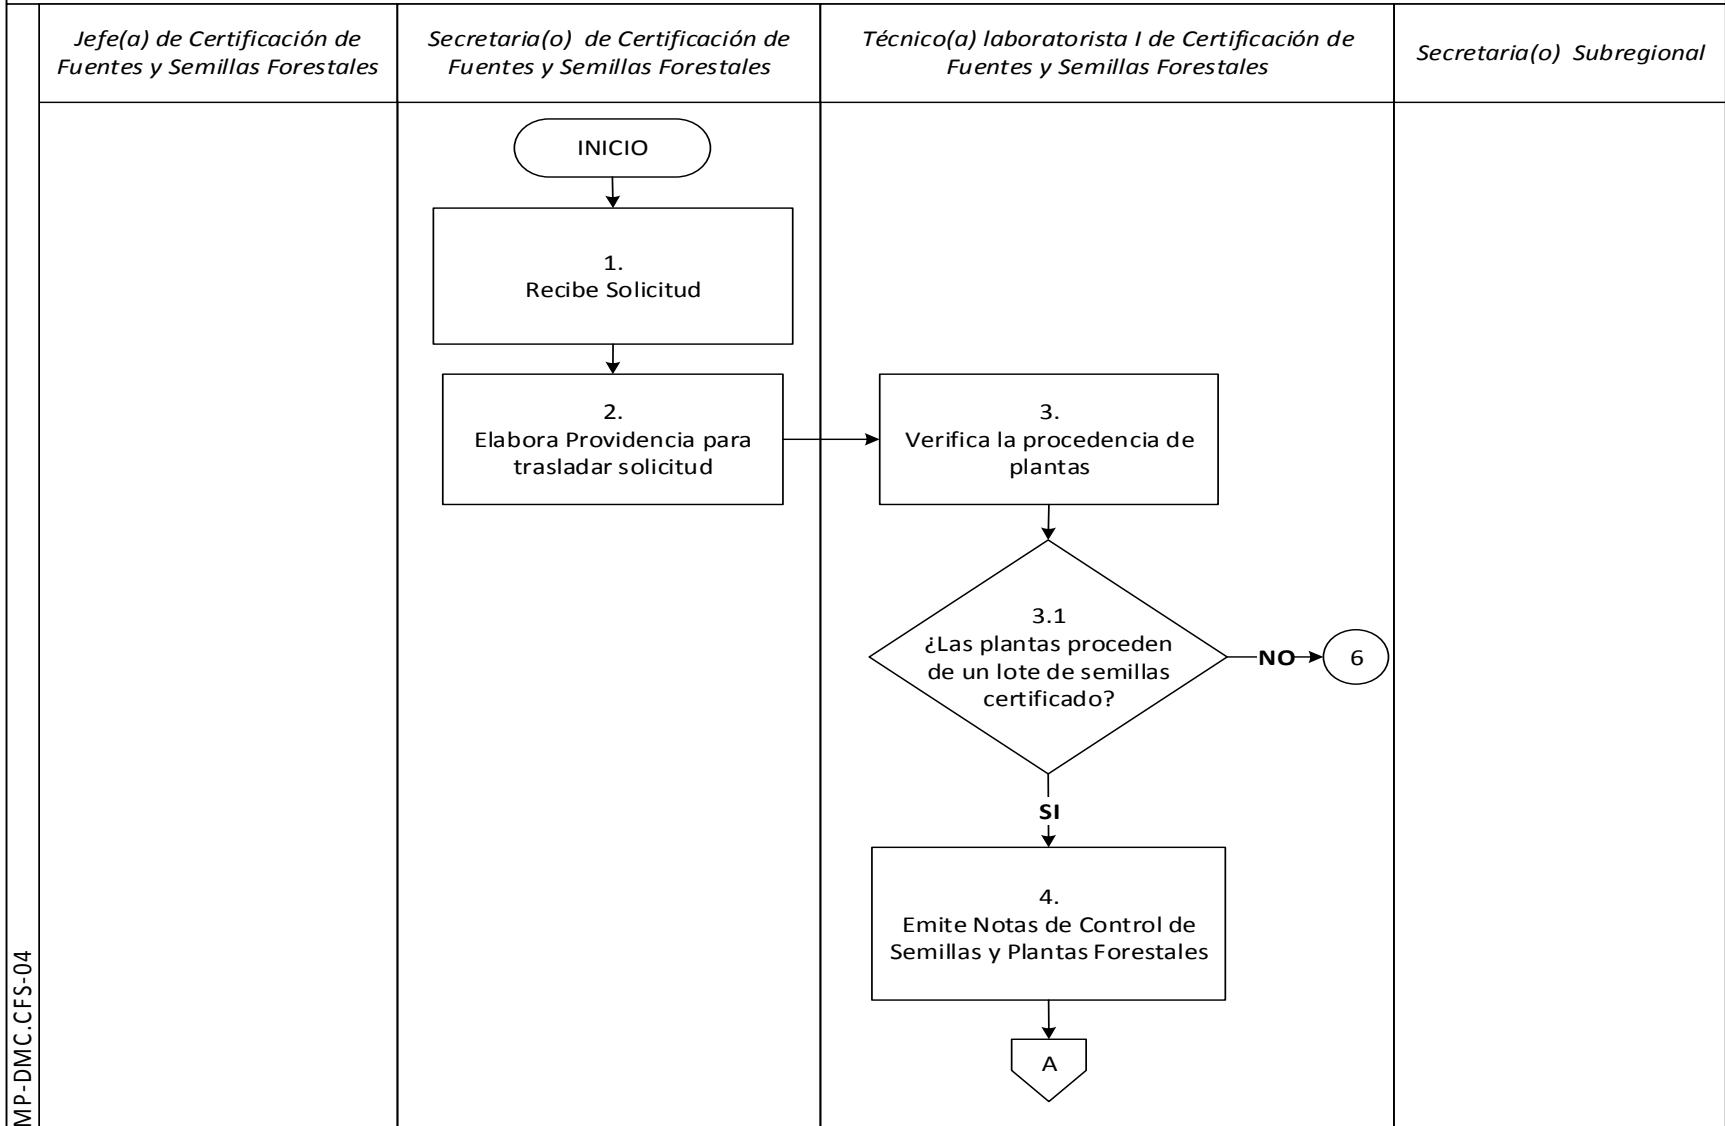 Jefe(a) de Certificación de
Fuentes y Semillas Forestales
Secretaria(o) de Certificación de
Fuentes y Semillas Forestales
Técnico(a) laboratorista I de Certificación de
Fuentes y Semillas Forestales
Secretaria(o) Subregional
INICIO
1.
Recibe Solicitud
2.
Elabora Providencia para
trasladar solicitud
3.
Verifica la procedencia de
plantas
3.1
¿Las plantas proceden
de un lote de semillas
certificado?
NO
6
SI
4.
Emite Notas de Control de
Semillas y Plantas Forestales
A
MP-DMC.CFS-04